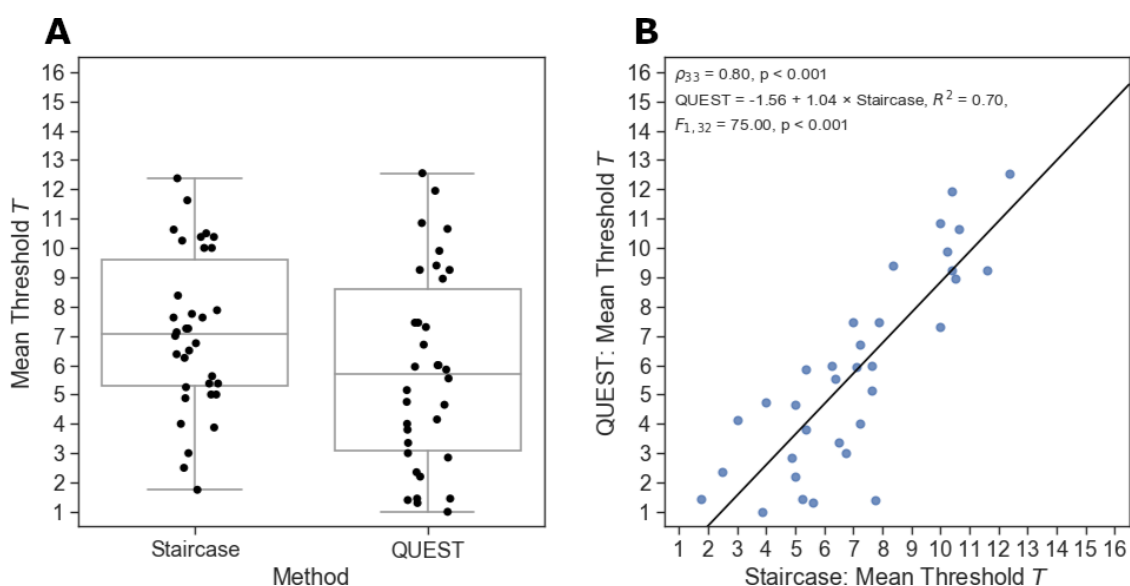 A
B
16
15
14
13
12
11
10
9
8
7
6
5
4
3
2
1
Mean Threshold T
Staircase
QUEST
Method
ρ33 = 0.80, p < 0.001
QUEST = -1.56 + 1.04 × Staircase, R² = 0.70,
F1,32 = 75.00, p < 0.001
16
15
14
13
12
11
10
9
8
7
6
5
4
3
2
1
QUEST: Mean Threshold T
1 2 3 4 5 6 7 8 9 10 11 12 13 14 15 16
Staircase: Mean Threshold T